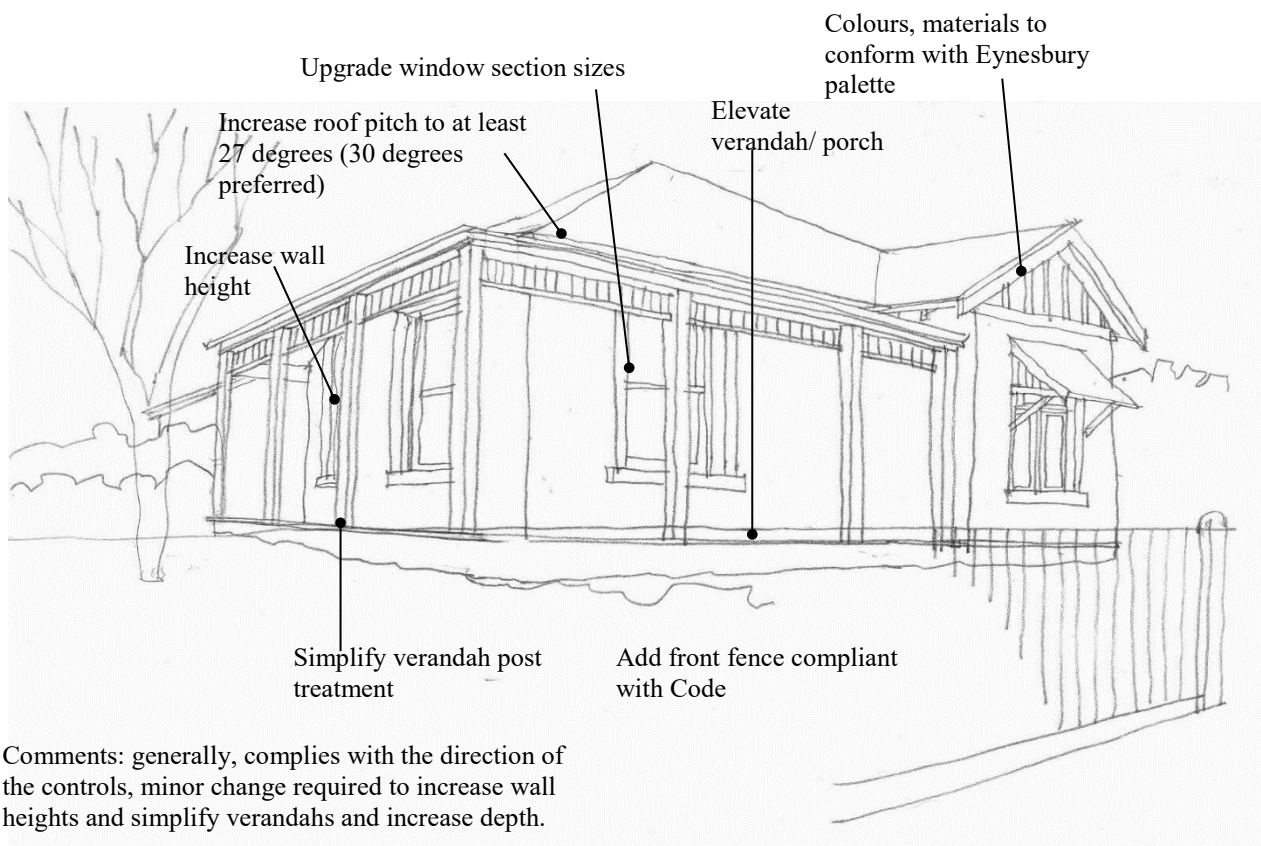 Colours, materials to
conform with Eynesbury
palette
Upgrade window section sizes
Elevate
verandah/ porch
Increase roof pitch to at least
27 degrees (30 degrees
preferred)
Increase wall
height
Simplify verandah post
treatment
Add front fence compliant
with Code
Comments: generally, complies with the direction of
the controls, minor change required to increase wall
heights and simplify verandahs and increase depth.